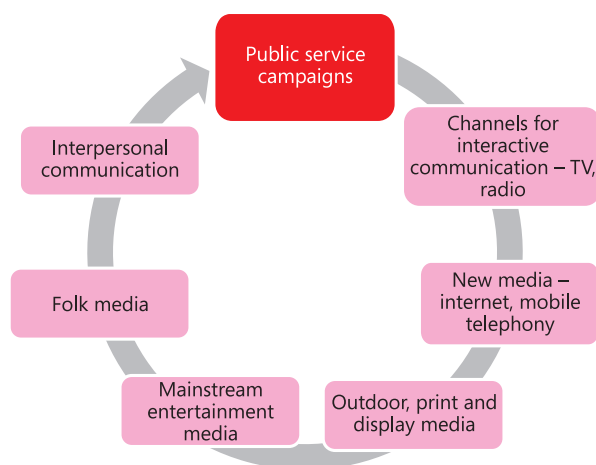 Public service
campaigns
Channels for
interactive
communication – TV,
radio
New media –
internet, mobile
telephony
Outdoor, print and
display media
Mainstream
entertainment
media
Folk media
Interpersonal
communication